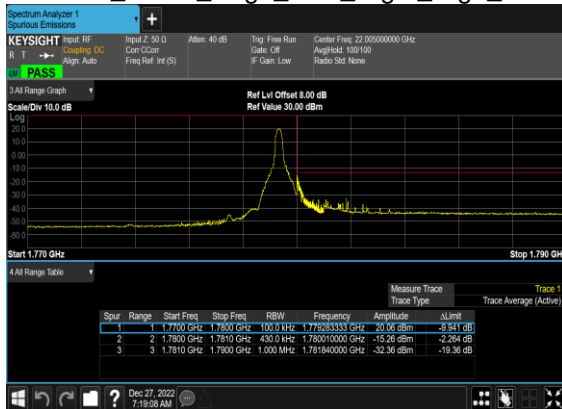 Spectrum Analyzer 1
Spurious Emissions
+
KEYSIGHT Input: RF Input Z: 50 Ω Atten: 40 dB Trig: Free Run Center Freq: 22.005000000 GHz
R T Coupling: DC Corr CCorr Gate: Off Avg|Hold: 100/100
Align: Auto Freq Ref: Int (S) IF Gain: Low Radio Std: None
PASS
3 All Range Graph
Ref Lvl Offset 8.00 dB
Scale/Div 10.0 dB Ref Value 30.00 dBm
Log
20.0
10.0
0.00
-10.0
-20.0
-30.0
-40.0
-50.0
-60.0
Start 1.770 GHz Stop 1.790 GH
4 All Range Table
Measure Trace Trace 1
Trace Type Trace Average (Active)
Spur Range Start Freq Stop Freq RBW Frequency Amplitude ΔLimit
1 1 1.7700 GHz 1.7800 GHz 100.0 kHz 1.779283333 GHz 20.06 dBm -9.941 dB
2 2 1.7800 GHz 1.7810 GHz 430.0 kHz 1.780010000 GHz -15.26 dBm -2.264 dB
3 3 1.7810 GHz 1.7900 GHz 1.000 MHz 1.781840000 GHz -32.36 dBm -19.36 dB
? Dec 27, 2022
7:19:08 AM